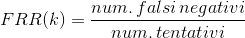 FRR(k) = num. falsi negativi / num. tentativi